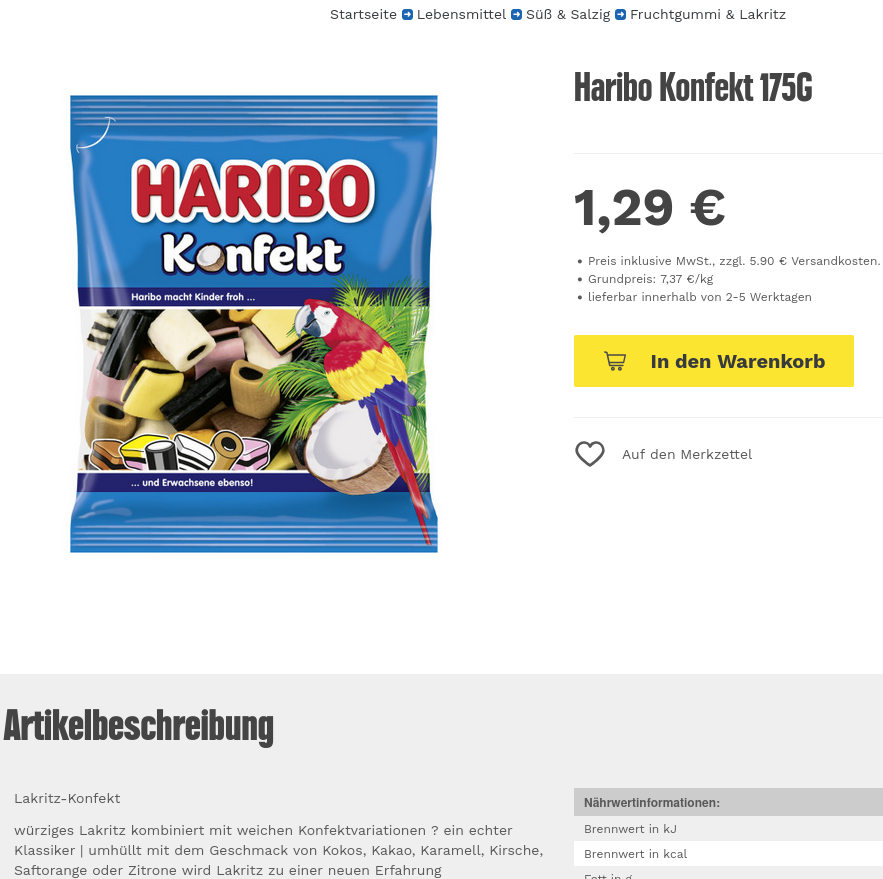 Startseite Lebensmittel Süß & Salzig Fruchtgummi & Lakritz
Haribo Konfekt 175G
HARIBO
Konfekt
Haribo macht Kinder froh ...
... und Erwachsene ebenso!
1,29 €
• Preis inklusive MwSt., zzgl. 5.90 € Versandkosten.
• Grundpreis: 7,37 €/kg
• lieferbar innerhalb von 2-5 Werktagen
In den Warenkorb
Auf den Merkzettel
Artikelbeschreibung
Lakritz-Konfekt
würziges Lakritz kombiniert mit weichen Konfektvariationen ? ein echter
Klassiker | umhüllt mit dem Geschmack von Kokos, Kakao, Karamell, Kirsche,
Saftorange oder Zitrone wird Lakritz zu einer neuen Erfahrung
Nährwertinformationen:
Brennwert in kJ
Brennwert in kcal
Fett in g